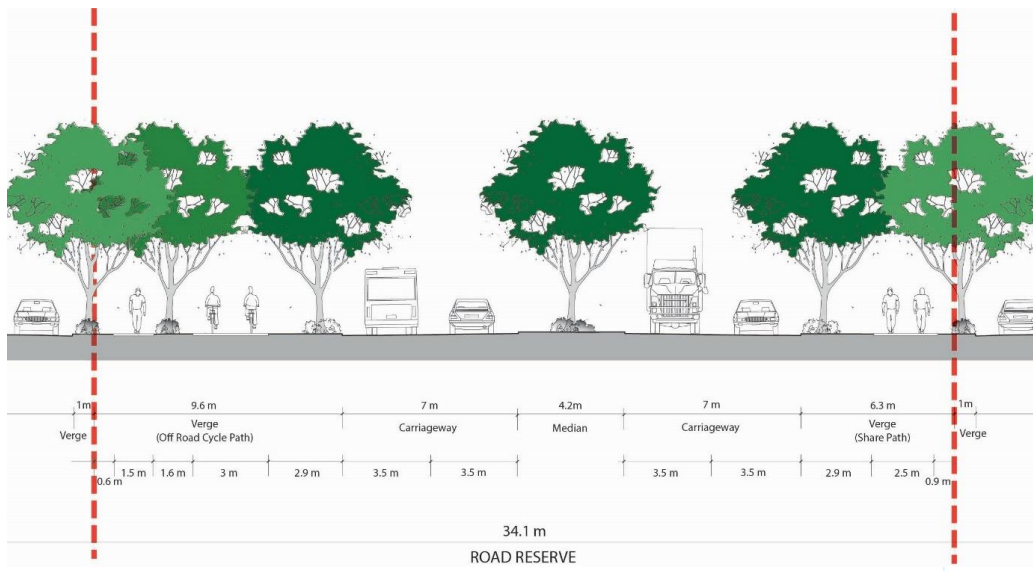 1m
9.6 m
7 m
4.2m
7 m
6.3 m
1m
Verge
Verge
(Off Road Cycle Path)
Carriageway
Median
Carriageway
Verge
(Share Path)
Verge
0.6 m
1.5 m
1.6 m
3 m
2.9 m
3.5 m
3.5 m
3.5 m
3.5 m
2.9 m
2.5 m
0.9 m
34.1 m
ROAD RESERVE